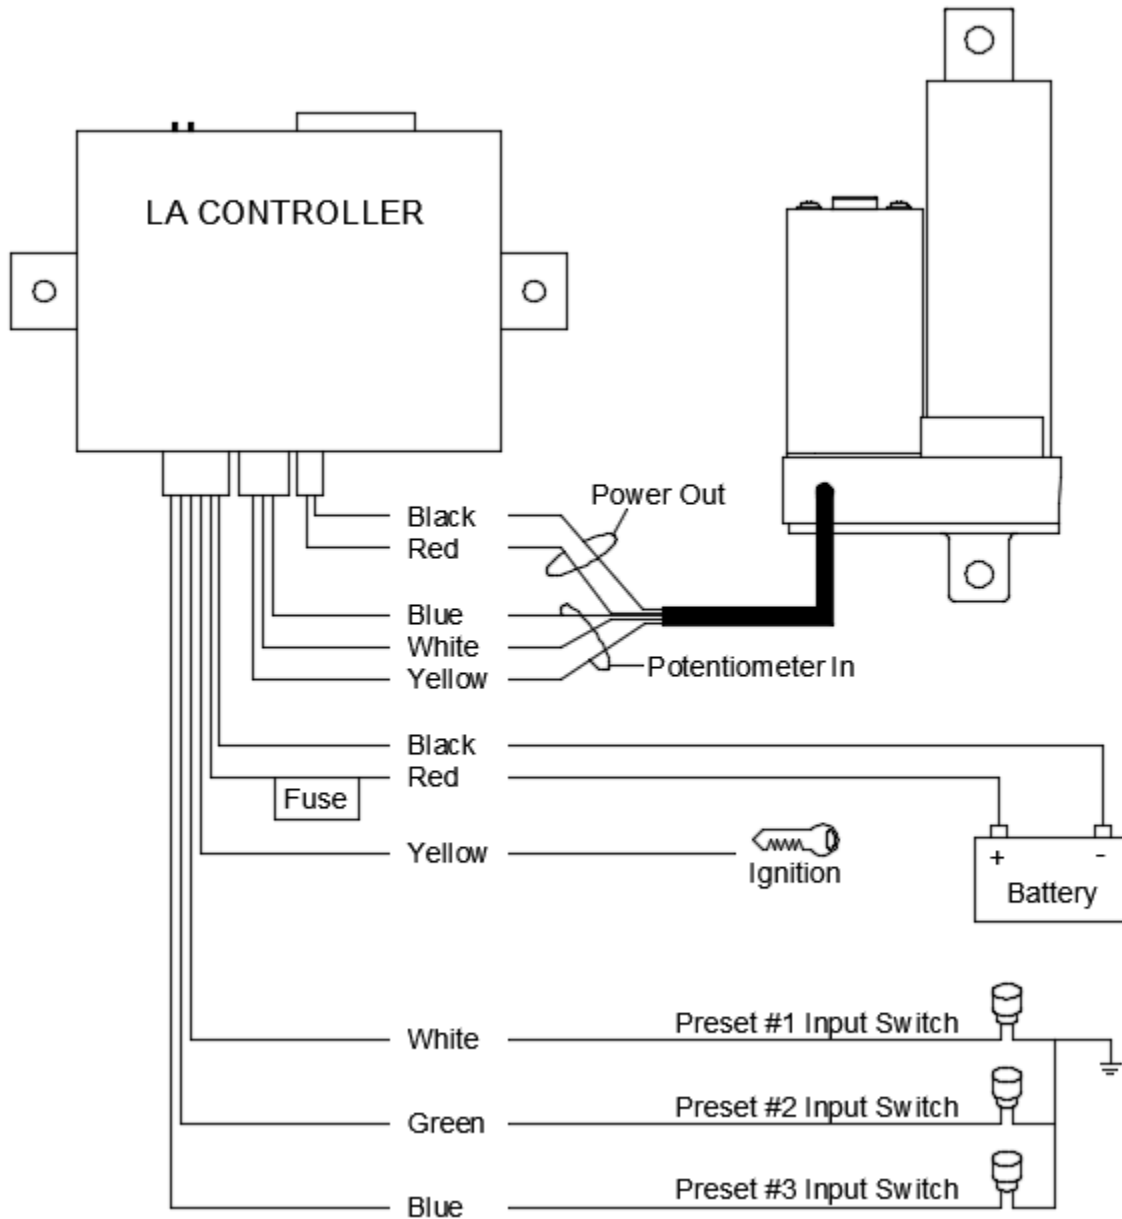 LA CONTROLLER
Power Out
Black
Red
Blue
White
Potentiometer In
Yellow
Black
Red
Fuse
Yellow
Ignition
+ -
Battery
Preset #1 Input Switch
White
Preset #2 Input Switch
Green
Preset #3 Input Switch
Blue